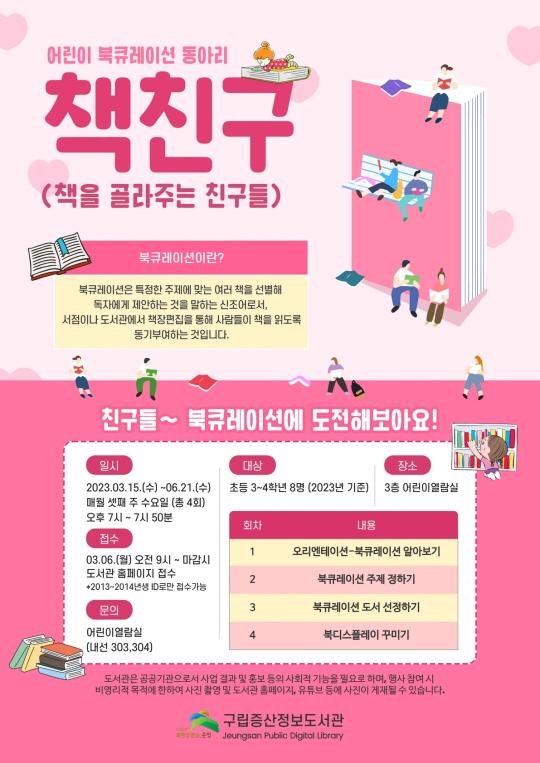 어린이 북큐레이션 동아리
책친구
(책을 골라주는 친구들)
북큐레이션이란?
북큐레이션은 특정한 주제에 맞는 여러 책을 선별해
독자에게 제안하는 것을 말하는 신조어로서,
서점이나 도서관에서 책장편집을 통해 사람들이 책을 읽도록
동기부여하는 것입니다.
친구들~ 북큐레이션에 도전해보아요!
일시
2023.03.15.(수) ~06.21.(수)
매월 셋째 주 수요일 (총 4회)
오후 7시 ~ 7시 50분
접수
03.06.(월) 오전 9시 ~ 마감시
도서관 홈페이지 접수
*2013~2014년생 ID로만 접수가능
문의
어린이열람실
(내선 303,304)
대상
초등 3~4학년 8명 (2023년 기준)
장소
3층 어린이열람실
회차 내용
1 오리엔테이션-북큐레이션 알아보기
2 북큐레이션 주제 정하기
3 북큐레이션 도서 선정하기
4 북디스플레이 꾸미기
도서관은 공공기관으로서 사업 결과 및 홍보 등의 사회적 기능을 필요로 하며, 행사 참여 시
비영리적 목적에 한하여 사진 촬영 및 도서관 홈페이지, 유튜브 등에 사진이 게재될 수 있습니다.
구립증산정보도서관
Jeungsan Public Digital Library